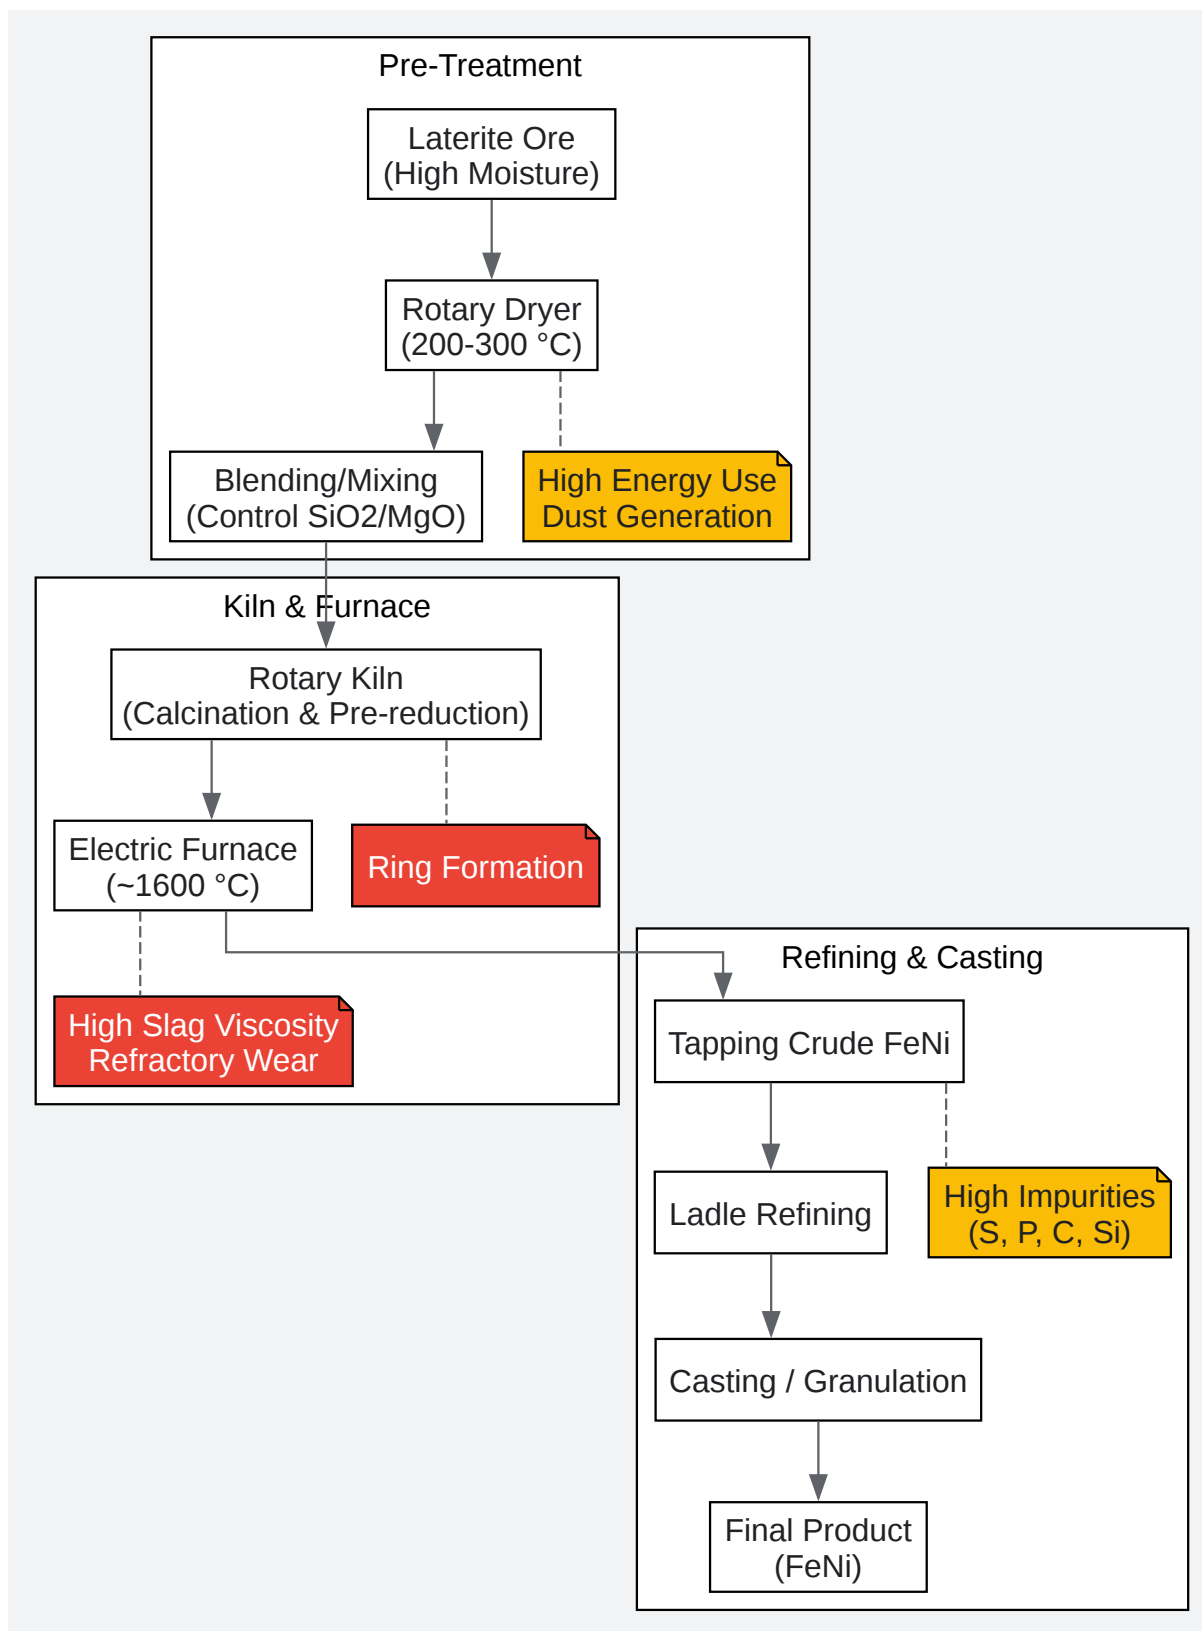 Pre-Treatment
Laterite Ore
(High Moisture)
Rotary Dryer
(200-300 °C)
Blending/Mixing
(Control SiO2/MgO)
High Energy Use
Dust Generation
Kiln & Furnace
Rotary Kiln
(Calcination & Pre-reduction)
Electric Furnace
(~1600 °C)
Ring Formation
High Slag Viscosity
Refractory Wear
Refining & Casting
Tapping Crude FeNi
Ladle Refining
High Impurities
(S, P, C, Si)
Casting / Granulation
Final Product
(FeNi)